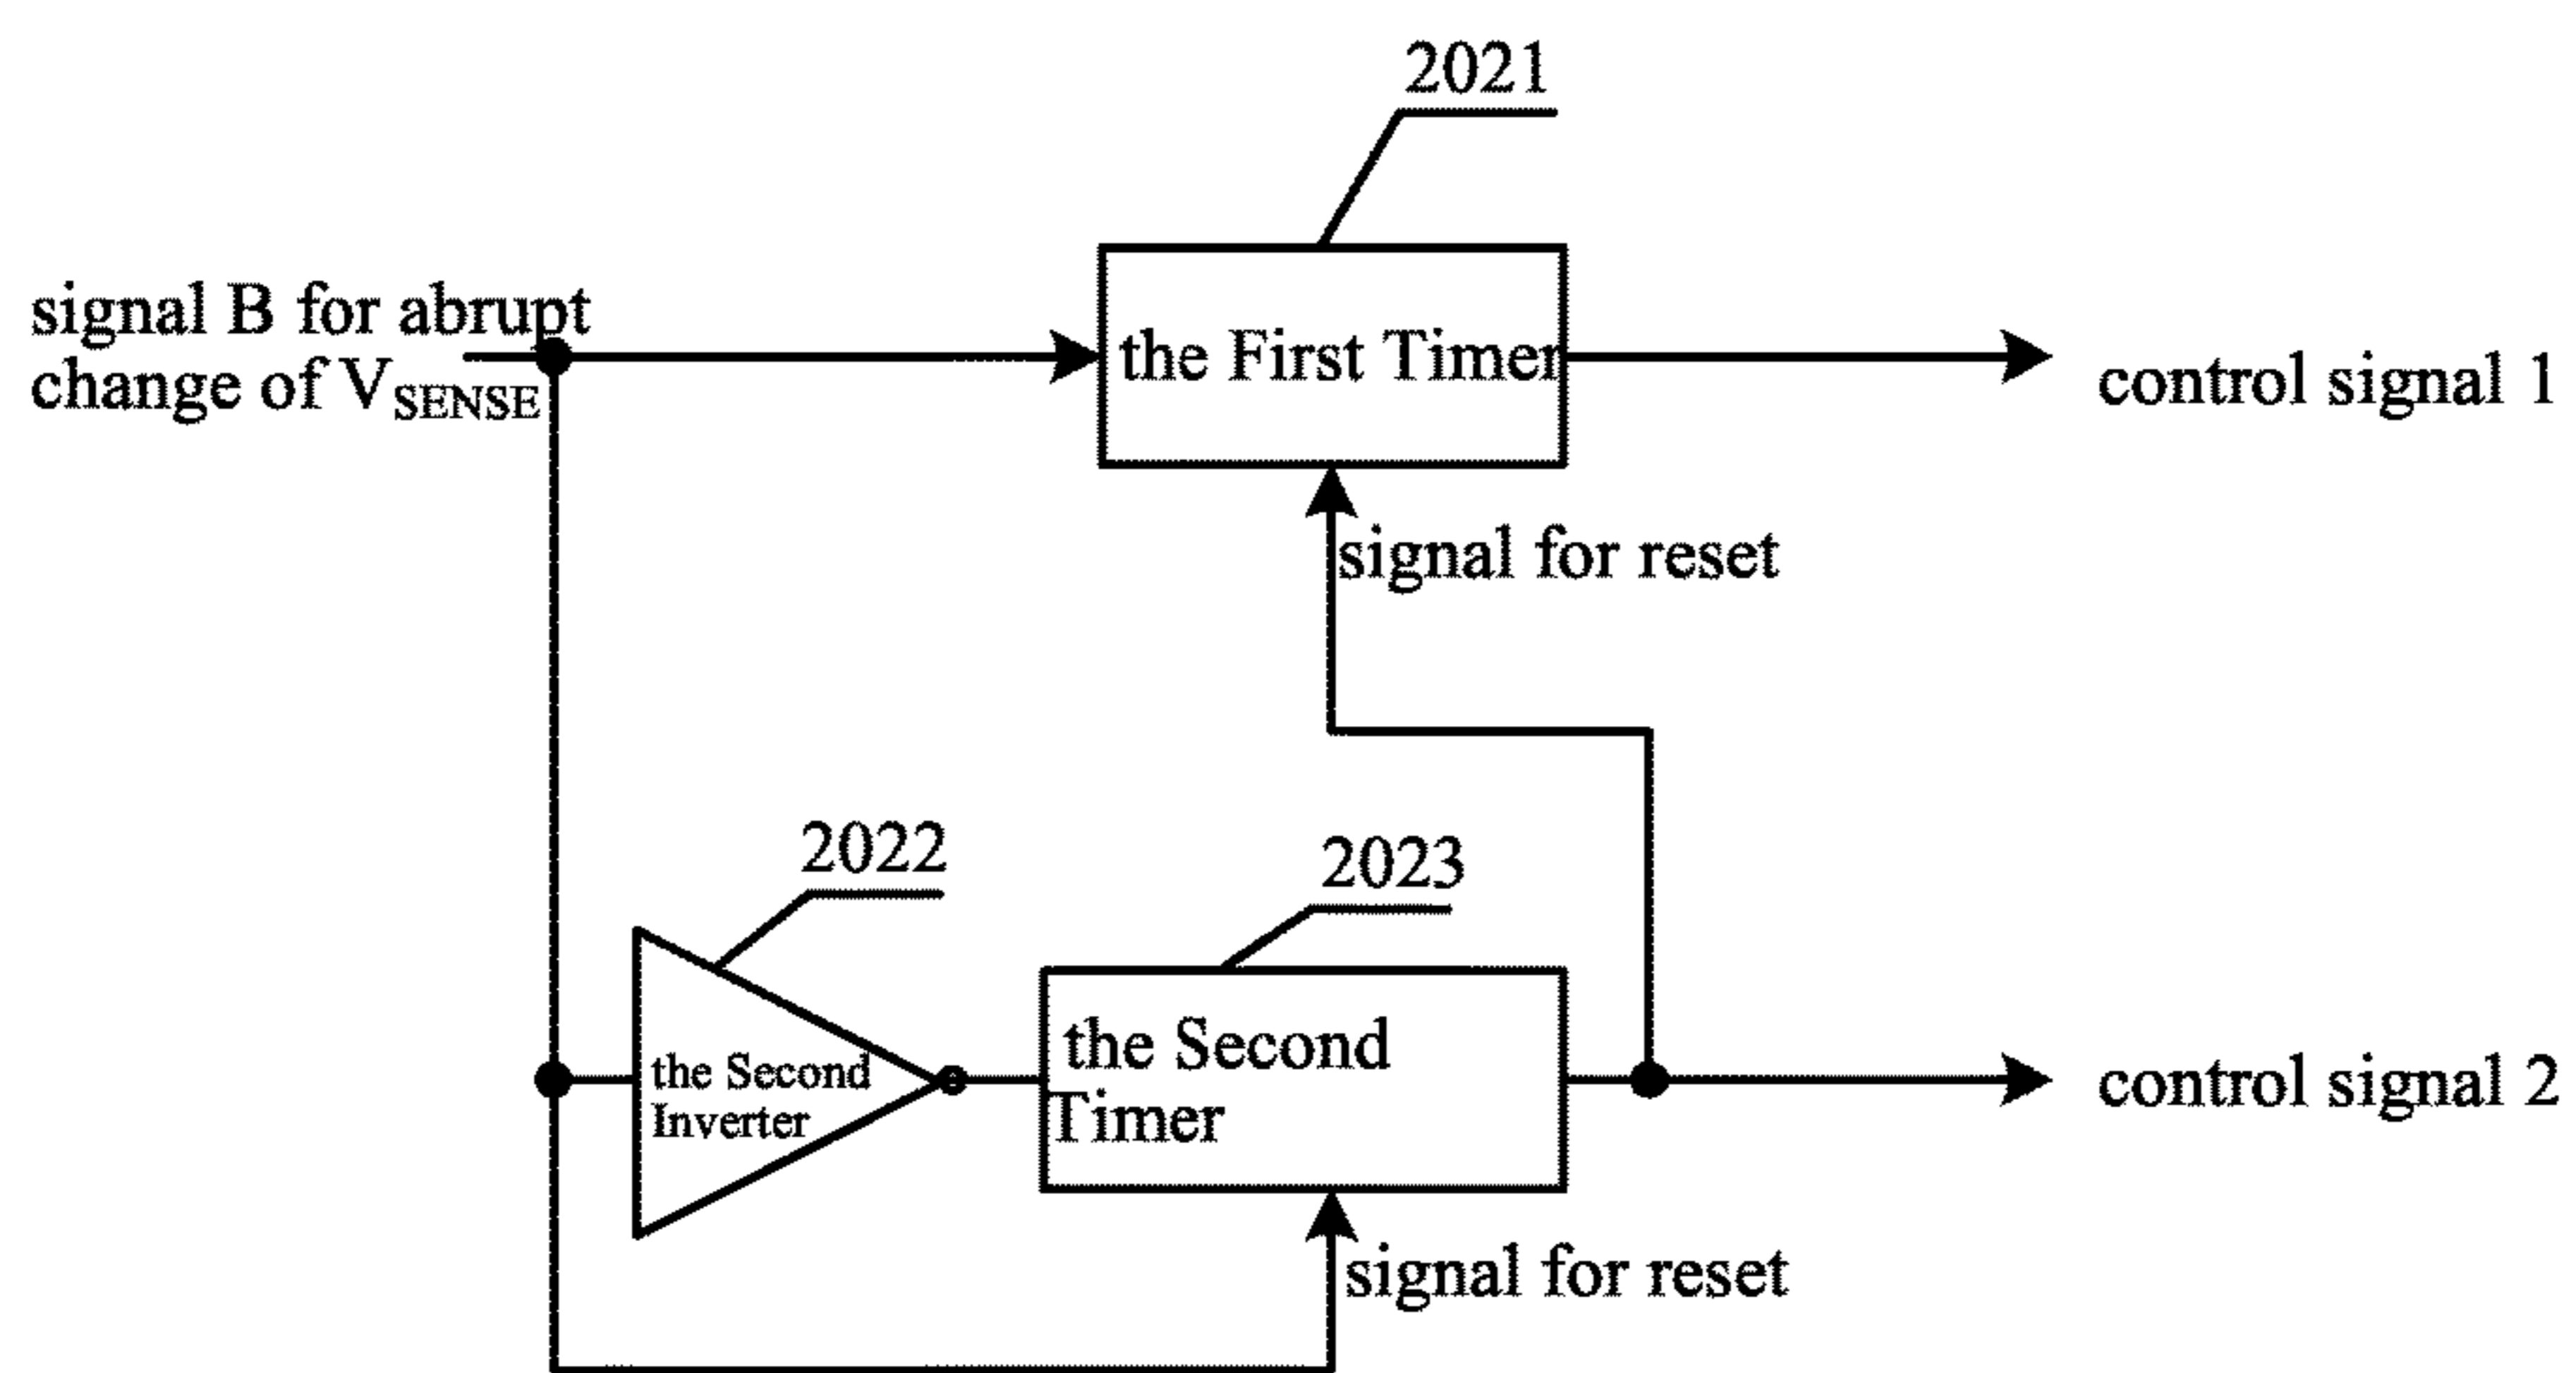 2021
signal B for abrupt
change of VSENSE
the First Timer
control signal 1
signal for reset
2022
2023
the Second
Inverter
the Second
Timer
control signal 2
signal for reset